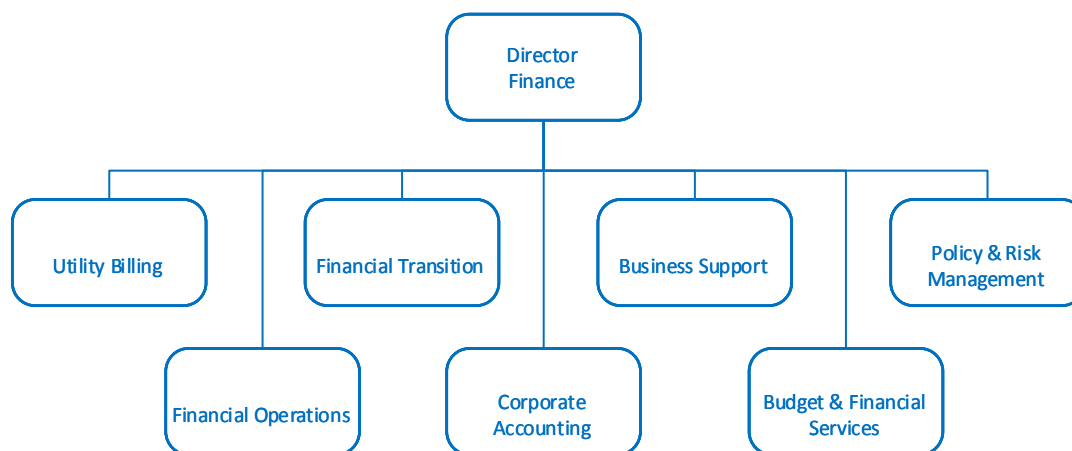 Director
Finance
Utility Billing
Financial Transition
Business Support
Policy & Risk
Management
Financial Operations
Corporate
Accounting
Budget & Financial
Services